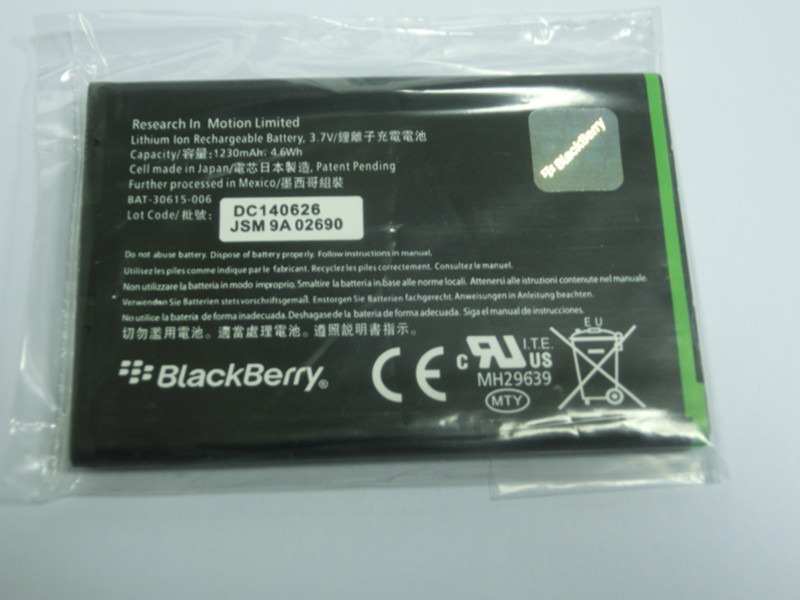 Research In Motion Limited
Lithium Ion Rechargeable Battery, 3.7V/鋰離子充電電池
Capacity/容量:1230mAh, 4.6Wh
Cell made in Japan/電芯日本製造, Patent Pending
Further processed in Mexico/墨西哥組裝
BAT-30615-006
Lot Code/批號:
DC140626
JSM 9A 02690
BlackBerry
Do not abuse battery. Dispose of battery properly. Follow instructions in manual.
Utilisez les piles comme indique par le fabricant. Recyclez les piles correctement. Consultez le manuel.
Non utilizzare la batteria in modo improprio. Smaltire la batteria in base alle norme locali. Attenersi alle istruzioni contenute nel manuale.
Verwenden Sie Batterien stets vorschriftsgemaß. Enstorgen Sie Batterien fachgerecht. Anweisungen in Anleitung beachten.
No utilice la batería de forma inadecuada. Deshagase de la batería de forma adecuada. Siga el manual de instrucciones.
切勿濫用電池。適當處理電池。遵照說明書指示。
BlackBerry®
CE
c RU US
I.T.E.
MH29639
MTY
EU